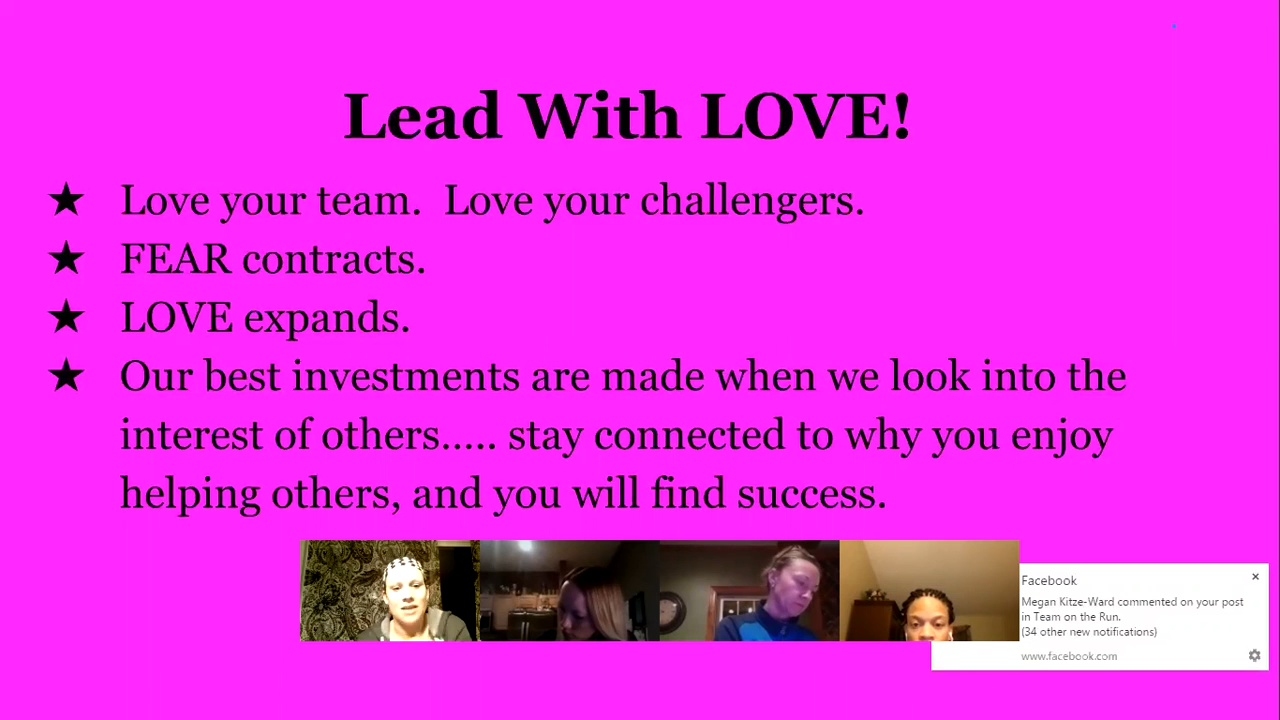 Lead With LOVE!
★ Love your team.  Love your challengers.
★ FEAR contracts.
★ LOVE expands.
★ Our best investments are made when we look into the
interest of others..... stay connected to why you enjoy
helping others, and you will find success.
Facebook
Megan Kitze-Ward commented on your post
in Team on the Run.
(34 other new notifications)
www.facebook.com